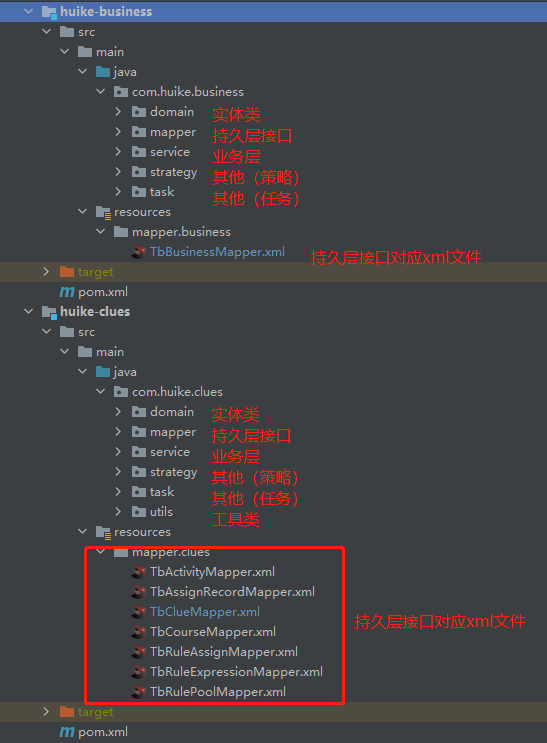 huike-business
src
main
java
com.huike.business
domain 实体类
mapper 持久层接口
service 业务层
strategy 其他（策略）
task 其他（任务）
resources
mapper.business
TbBusinessMapper.xml 持久层接口对应xml文件
target
pom.xml
huike-clues
src
main
java
com.huike.clues
domain 实体类
mapper 持久层接口
service 业务层
strategy 其他（策略）
task 其他（任务）
utils 工具类
resources
mapper.clues
TbActivityMapper.xml
TbAssignRecordMapper.xml
TbClueMapper.xml 持久层接口对应xml文件
TbCourseMapper.xml
TbRuleAssignMapper.xml
TbRuleExpressionMapper.xml
TbRulePoolMapper.xml
target
pom.xml